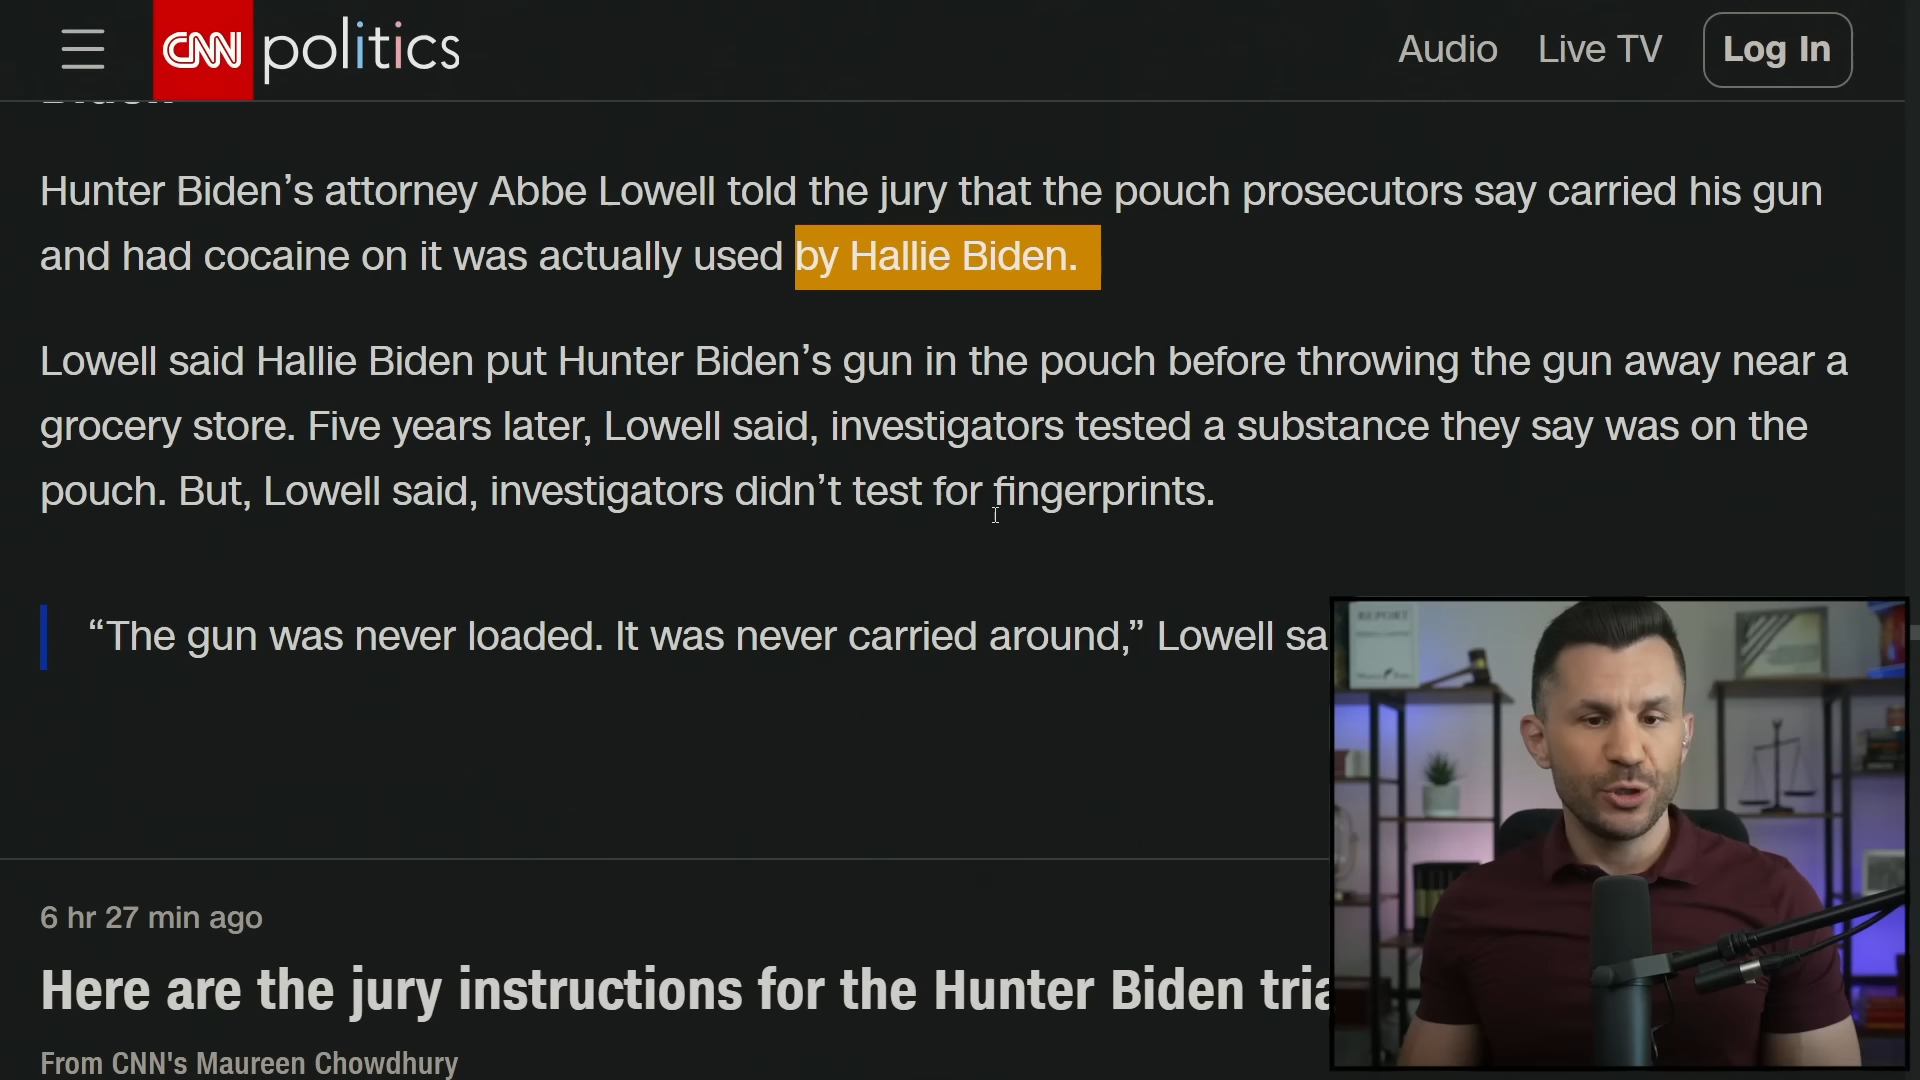 CNN politics
Audio
Live TV
Log In
Hunter Biden’s attorney Abbe Lowell told the jury that the pouch prosecutors say carried his gun
and had cocaine on it was actually used by Hallie Biden.
Lowell said Hallie Biden put Hunter Biden’s gun in the pouch before throwing the gun away near a
grocery store. Five years later, Lowell said, investigators tested a substance they say was on the
pouch. But, Lowell said, investigators didn’t test for fingerprints.
“The gun was never loaded. It was never carried around,” Lowell sa
6 hr 27 min ago
Here are the jury instructions for the Hunter Biden tria
From CNN's Maureen Chowdhury
REPORT